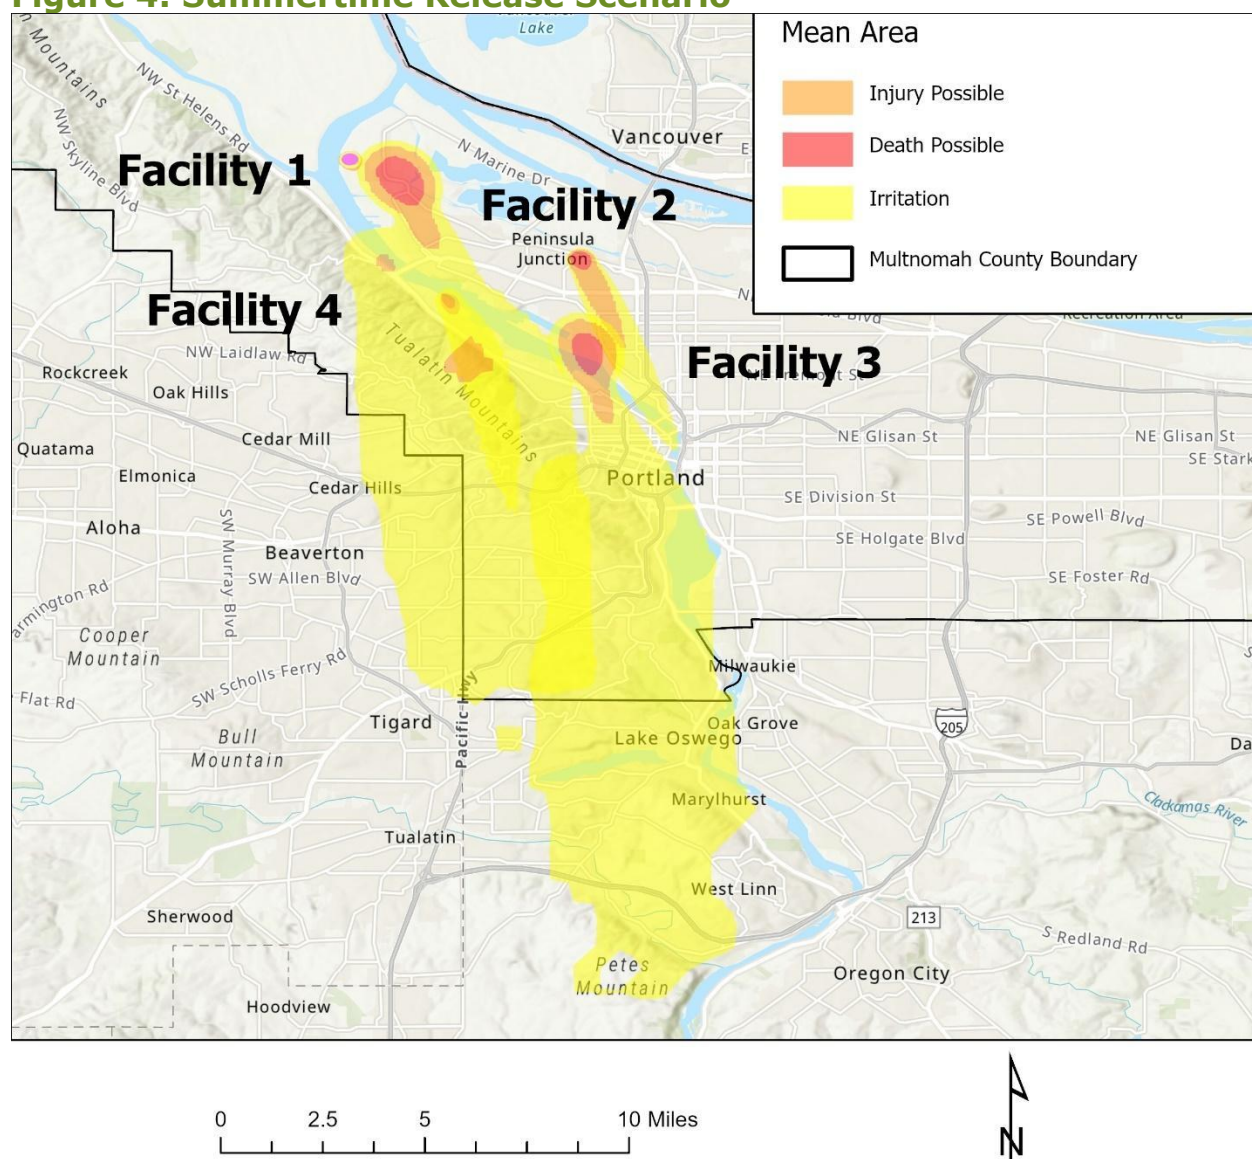 Figure 4. Summertime Release Scenario
Lake
Mean Area
Injury Possible
Death Possible
Irritation
Multnomah County Boundary
Mountains
NW St Helens Rd
NW Skyline Blvd
Vancouver
N Marine Dr
Facility 1
Facility 2
Peninsula
Junction
Facility 4
Facility 3
Tualatin Mountains
NW Laidlaw Rd
Rockcreek
Oak Hills
NE Fremont St
Cedar Mill
Quatama
NE Glisan St
NE Glisan St
SE Stark
Elmonica
Cedar Hills
Portland
SE Division St
Aloha
SW Murray Blvd
SE Powell Blvd
Beaverton
SE Holgate Blvd
SW Allen Blvd
SE Foster Rd
armington Rd
Cooper
Mountain
SW Scholls Ferry Rd
Milwaukie
Flat Rd
Pacific Hwy
Tigard
Oak Grove
205
Bull
Mountain
Lake Oswego
Da
Marylhurst
Clackamas River
Tualatin
West Linn
Sherwood
213
S Redland Rd
Petes
Mountain
Oregon City
Hoodview
0 2.5 5 10 Miles
N